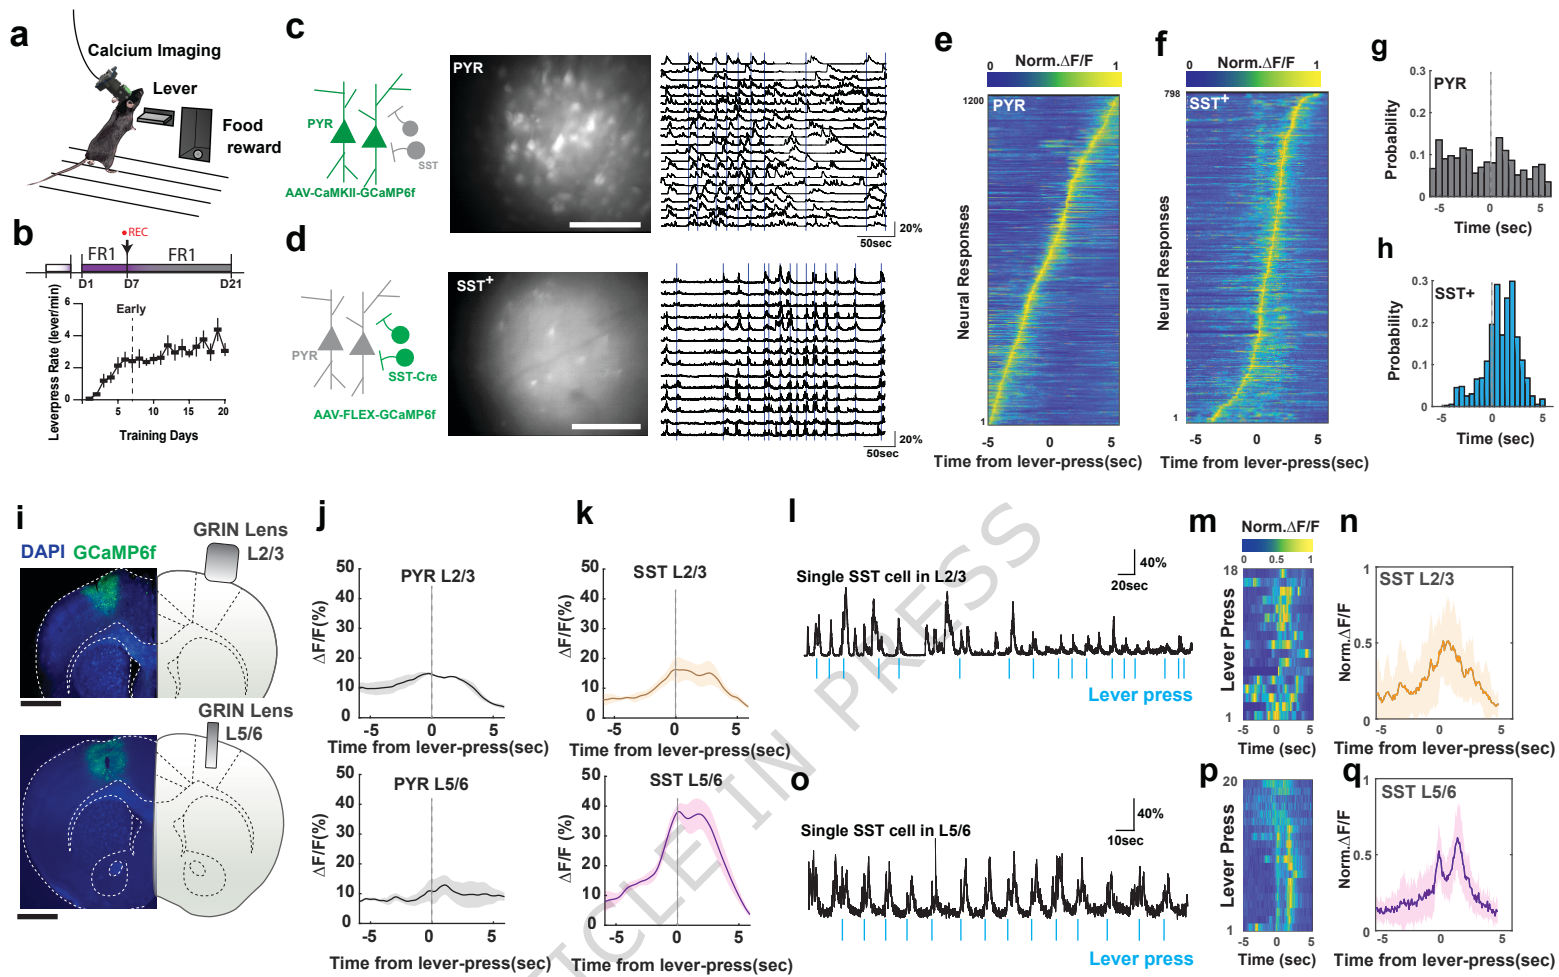 a
Calcium Imaging
Lever
Food
reward
b
REC
FR1
FR1
D1
D7
D21
Early
Leverpress Rate (lever/min)
6
4
2
0
5
10
15
20
Training Days
c
PYR
SST
AAV-CaMKII-GCaMP6f
PYR
20%
50sec
d
PYR
SST-Cre
AAV-FLEX-GCaMP6f
SST+
20%
50sec
e
Norm.ΔF/F
0
1
1200
PYR
Neural Responses
1
-5
0
5
Time from lever-press(sec)
f
Norm.ΔF/F
0
1
798
SST+
Neural Responses
1
-5
0
5
Time from lever-press(sec)
g
PYR
Probability
0.3
0.2
0.1
0
-5
0
5
Time (sec)
h
SST+
Probability
0.3
0.2
0.1
0
-5
0
5
Time (sec)
i
GRIN Lens
L2/3
DAPI GCaMP6f
GRIN Lens
L5/6
j
PYR L2/3
ΔF/F(%)
50
40
30
20
10
0
-5
0
5
Time from lever-press(sec)
PYR L5/6
ΔF/F(%)
50
40
30
20
10
0
-5
0
5
Time from lever-press(sec)
k
SST L2/3
ΔF/F(%)
50
40
30
20
10
0
-5
0
5
Time from lever-press(sec)
SST L5/6
ΔF/F (%)
50
40
30
20
10
0
-5
0
5
Time from lever-press(sec)
l
Single SST cell in L2/3
40%
20sec
Lever press
m
Norm.ΔF/F
0
0.5
1
18
Lever Press
1
-5
0
5
Time (sec)
n
SST L2/3
Norm.ΔF/F
1
0.5
0
-5
0
5
Time from lever-press(sec)
o
Single SST cell in L5/6
40%
10sec
Lever press
p
20
Lever Press
1
-5
0
5
Time (sec)
q
SST L5/6
Norm.ΔF/F
1
0.5
0
-5
0
5
Time from lever-press(sec)
TICLE IN PRESS